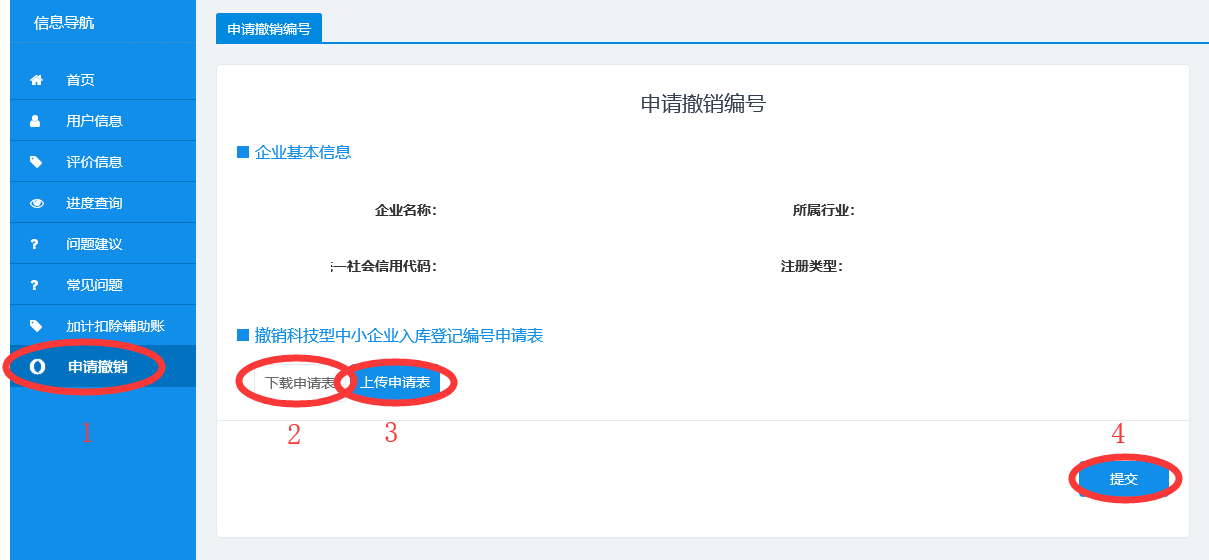 信息导航
首页
用户信息
评价信息
进度查询
问题建议
常见问题
加计扣除辅助账
申请撤销
1
申请撤销编号
申请撤销编号
企业基本信息
企业名称： 所属行业：
一社会信用代码： 注册类型：
撤销科技型中小企业入库登记编号申请表
下载申请表 上传申请表
2 3
4
提交